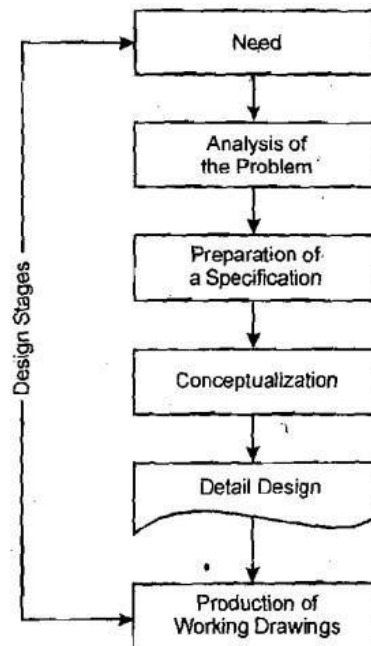 Need
Analysis of
the Problem
Preparation of
a Specification
Design Stages
Conceptualization
Detail Design
Production of
Working Drawings